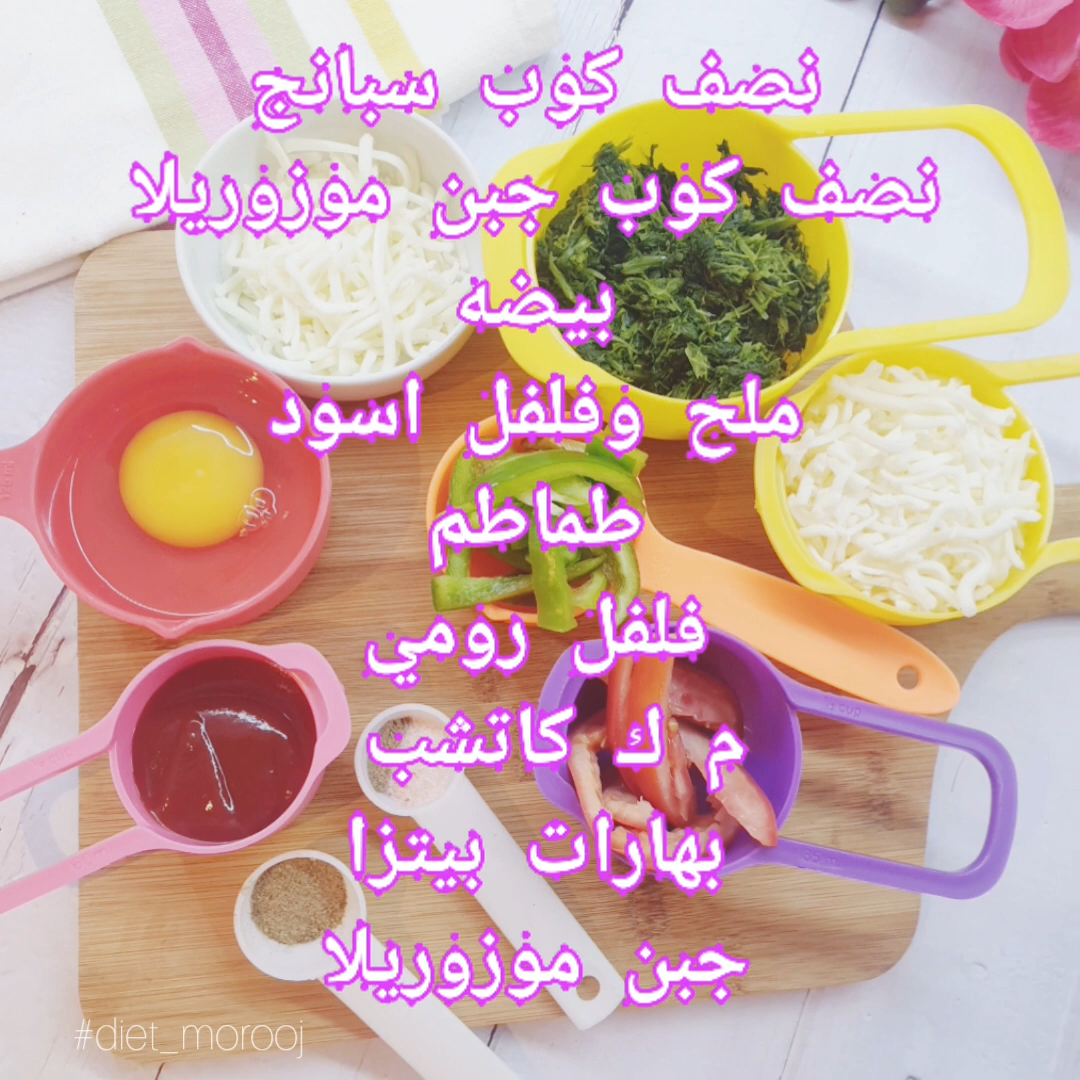 نصف كوب سبانج
نصف كوب جبن موزوريلا
بيضه
ملح وفلفل اسود
طماطم
فلفل رومي
م ك كاتشب
بهارات بيتزا
جبن موزوريلا
#diet_morooj